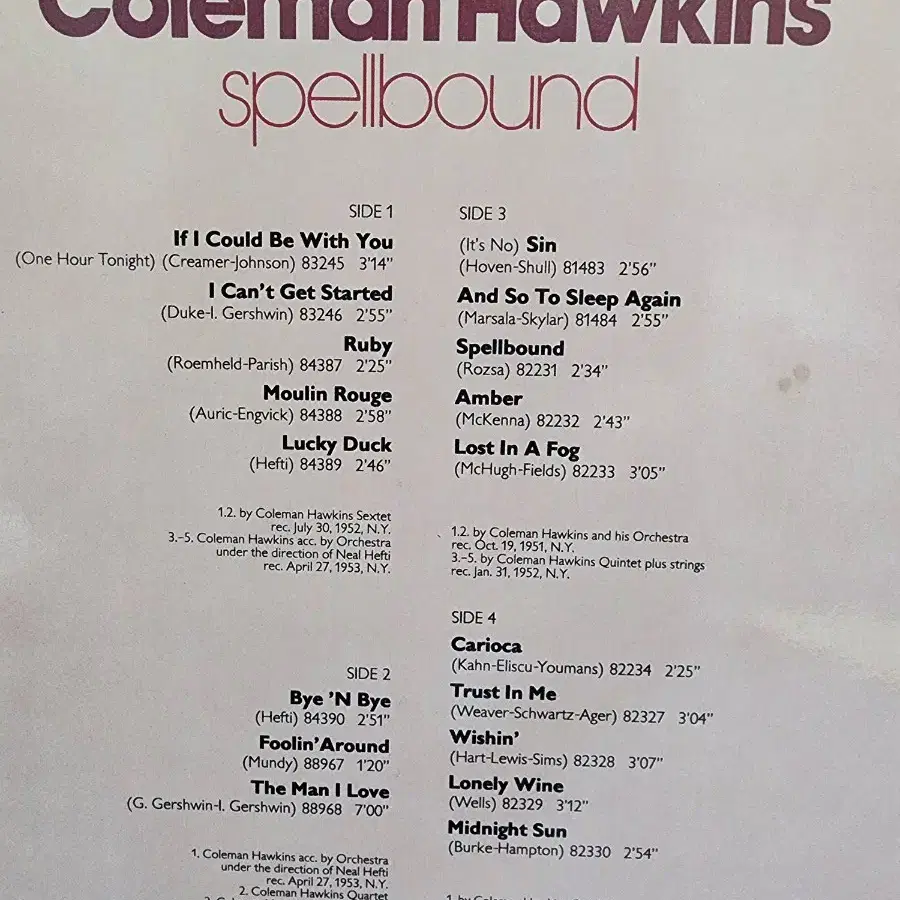 Coleman Hawkins
spellbound
SIDE 1
If I Could Be With You
(One Hour Tonight) (Creamer-Johnson) 83245 3'14"
I Can't Get Started
(Duke-I. Gershwin) 83246 2'55"
Ruby
(Roemheld-Parish) 84387 2'25"
Moulin Rouge
(Auric-Engvick) 84388 2'58"
Lucky Duck
(Hefti) 84389 2'46"
1.2. by Coleman Hawkins Sextet
rec. July 30, 1952, N.Y.
3.-5. Coleman Hawkins acc. by Orchestra
under the direction of Neal Hefti
rec. April 27, 1953, N.Y.
SIDE 2
Bye 'N Bye
(Hefti) 84390 2'51"
Foolin' Around
(Mundy) 88967 1'20"
The Man I Love
(G. Gershwin-I. Gershwin) 88968 7'00"
1. Coleman Hawkins acc. by Orchestra
under the direction of Neal Hefti
rec. April 27, 1953, N.Y.
2. Coleman Hawkins Quartet
SIDE 3
(It's No) Sin
(Hoven-Shull) 81483 2'56"
And So To Sleep Again
(Marsala-Skylar) 81484 2'55"
Spellbound
(Rozsa) 82231 2'34"
Amber
(McKenna) 82232 2'43"
Lost In A Fog
(McHugh-Fields) 82233 3'05"
1.2. by Coleman Hawkins and his Orchestra
rec. Oct. 19, 1951, N.Y.
3.-5. by Coleman Hawkins Quintet plus strings
rec. Jan. 31, 1952, N.Y.
SIDE 4
Carioca
(Kahn-Eliscu-Youmans) 82234 2'25"
Trust In Me
(Weaver-Schwartz-Ager) 82327 3'04"
Wishin'
(Hart-Lewis-Sims) 82328 3'07"
Lonely Wine
(Wells) 82329 3'12"
Midnight Sun
(Burke-Hampton) 82330 2'54"